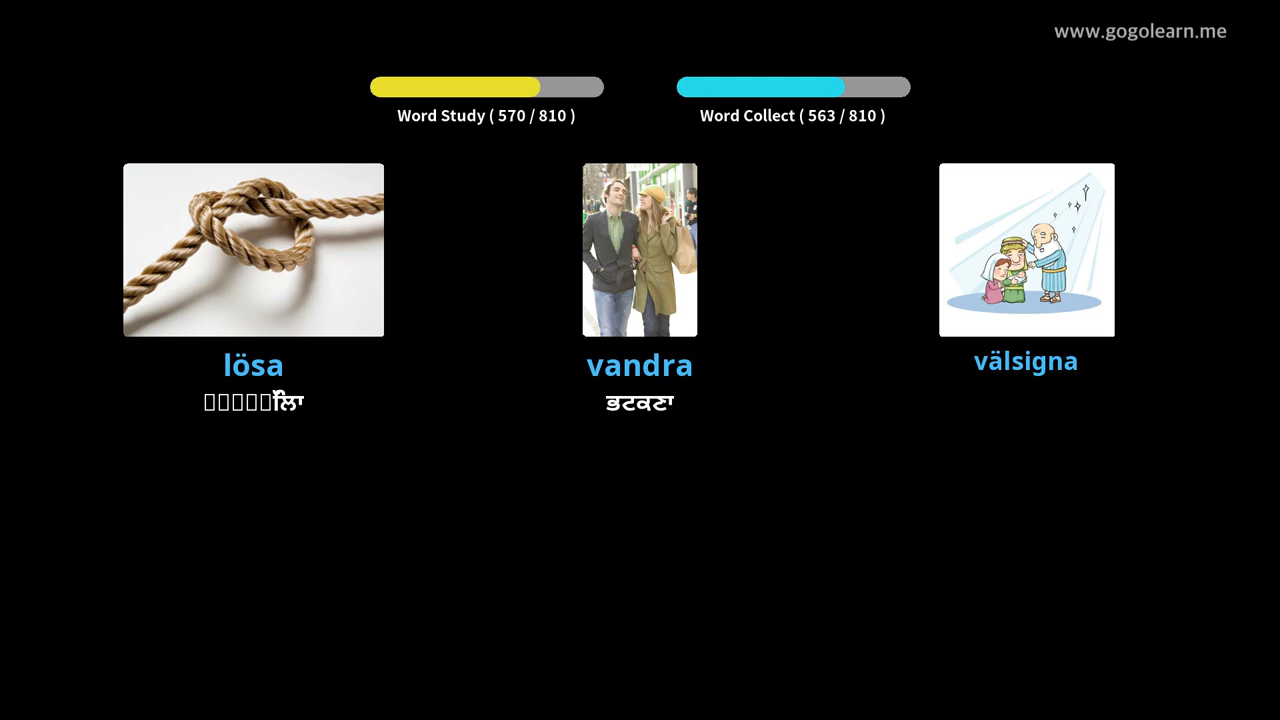 www.gogolearn.me
Word Study ( 570 / 810 )
Word Collect ( 563 / 810 )
lösa
vandra
välsigna
ਭਟਕਣਾ